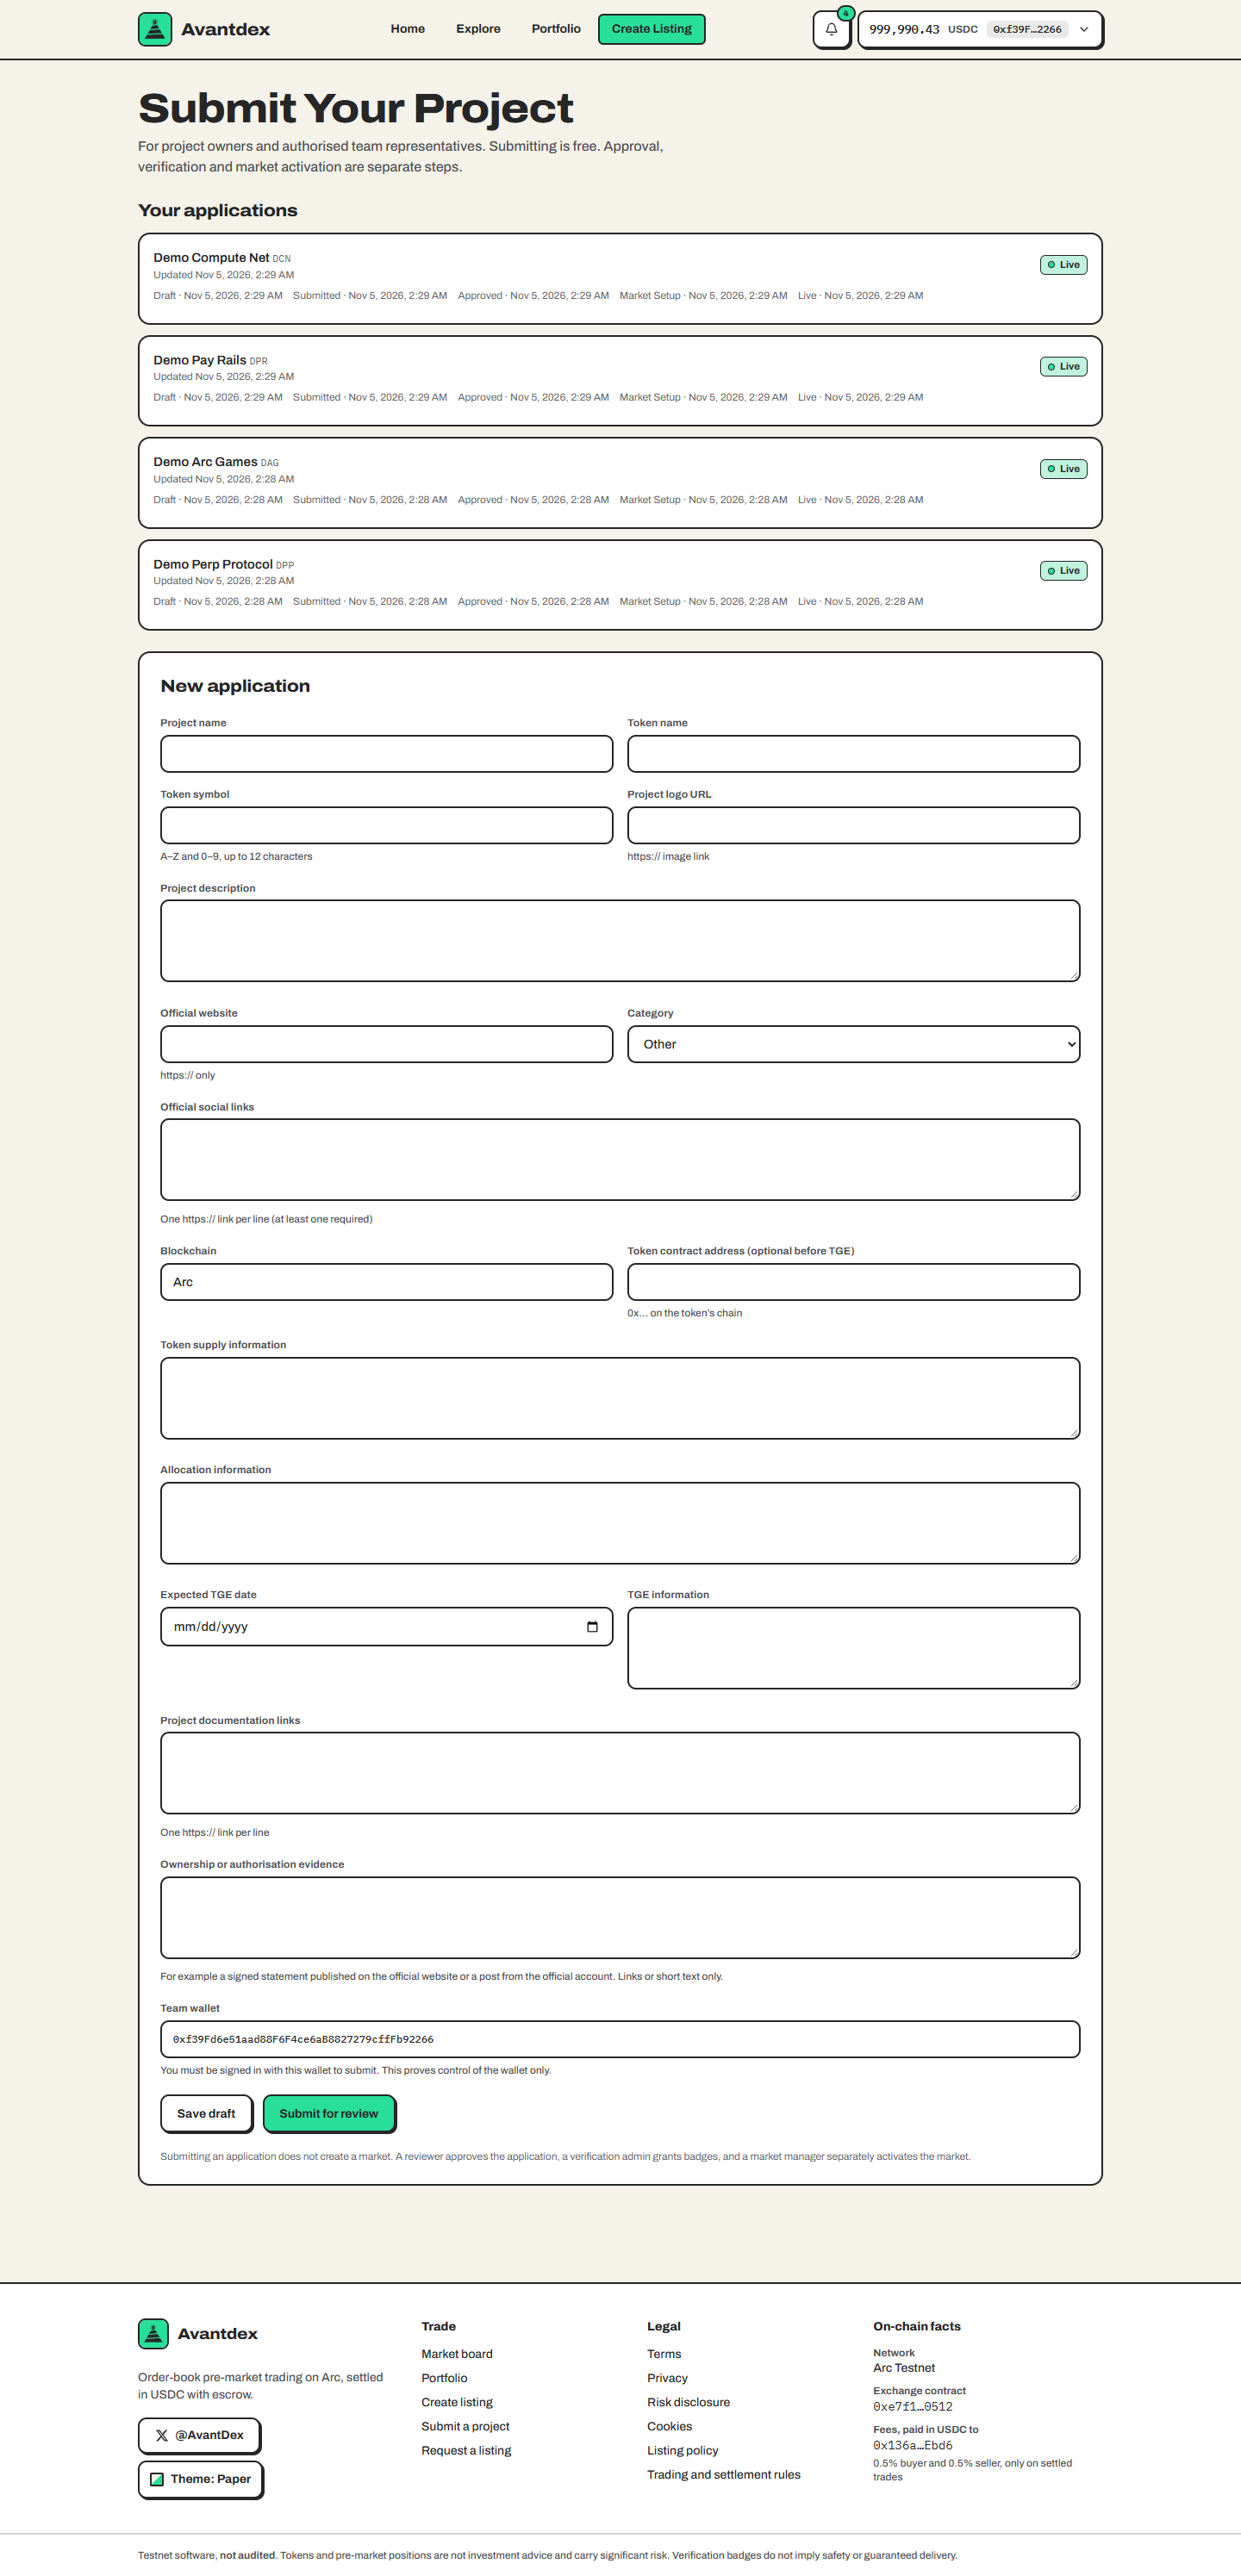 Avantdex
Home
Explore
Portfolio
Create Listing
4
999,990.43 USDC 0xf39F…2266
Submit Your Project
For project owners and authorised team representatives. Submitting is free. Approval,
verification and market activation are separate steps.
Your applications
Demo Compute Net DCN
Live
Updated Nov 5, 2026, 2:29 AM
Draft · Nov 5, 2026, 2:29 AM Submitted · Nov 5, 2026, 2:29 AM Approved · Nov 5, 2026, 2:29 AM Market Setup · Nov 5, 2026, 2:29 AM Live · Nov 5, 2026, 2:29 AM
Demo Pay Rails DPR
Live
Updated Nov 5, 2026, 2:29 AM
Draft · Nov 5, 2026, 2:29 AM Submitted · Nov 5, 2026, 2:29 AM Approved · Nov 5, 2026, 2:29 AM Market Setup · Nov 5, 2026, 2:29 AM Live · Nov 5, 2026, 2:29 AM
Demo Arc Games DAG
Live
Updated Nov 5, 2026, 2:28 AM
Draft · Nov 5, 2026, 2:28 AM Submitted · Nov 5, 2026, 2:28 AM Approved · Nov 5, 2026, 2:28 AM Market Setup · Nov 5, 2026, 2:28 AM Live · Nov 5, 2026, 2:28 AM
Demo Perp Protocol DPP
Live
Updated Nov 5, 2026, 2:28 AM
Draft · Nov 5, 2026, 2:28 AM Submitted · Nov 5, 2026, 2:28 AM Approved · Nov 5, 2026, 2:28 AM Market Setup · Nov 5, 2026, 2:28 AM Live · Nov 5, 2026, 2:28 AM
New application
Project name
Token name
Token symbol
Project logo URL
A–Z and 0–9, up to 12 characters
https:// image link
Project description
Official website
Category
Other
https:// only
Official social links
One https:// link per line (at least one required)
Blockchain
Token contract address (optional before TGE)
Arc
0x… on the token's chain
Token supply information
Allocation information
Expected TGE date
TGE information
mm/dd/yyyy
Project documentation links
One https:// link per line
Ownership or authorisation evidence
For example a signed statement published on the official website or a post from the official account. Links or short text only.
Team wallet
0xf39Fd6e51aad88F6F4ce6aB8827279cffFb92266
You must be signed in with this wallet to submit. This proves control of the wallet only.
Save draft
Submit for review
Submitting an application does not create a market. A reviewer approves the application, a verification admin grants badges, and a market manager separately activates the market.
Avantdex
Order-book pre-market trading on Arc, settled
in USDC with escrow.
@AvantDex
Theme: Paper
Trade
Market board
Portfolio
Create listing
Submit a project
Request a listing
Legal
Terms
Privacy
Risk disclosure
Cookies
Listing policy
Trading and settlement rules
On-chain facts
Network
Arc Testnet
Exchange contract
0xe7f1…0512
Fees, paid in USDC to
0x136a…Ebd6
0.5% buyer and 0.5% seller, only on settled
trades
Testnet software, not audited. Tokens and pre-market positions are not investment advice and carry significant risk. Verification badges do not imply safety or guaranteed delivery.